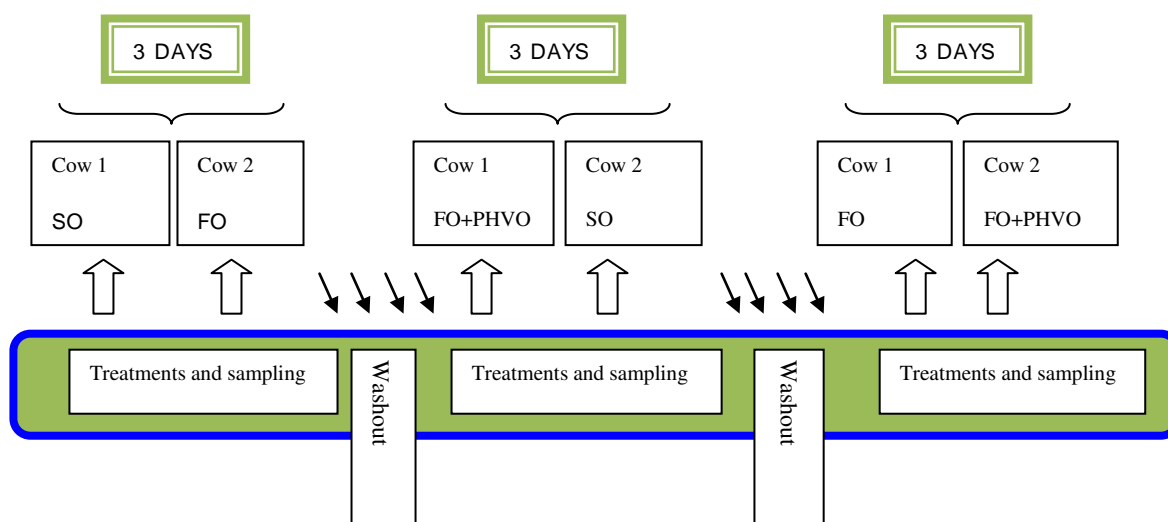 3 DAYS
3 DAYS
3 DAYS
Cow 1
SO
Cow 2
FO
Cow 1
FO+PHVO
Cow 2
SO
Cow 1
FO
Cow 2
FO+PHVO
Treatments and sampling
Washout
Treatments and sampling
Washout
Treatments and sampling